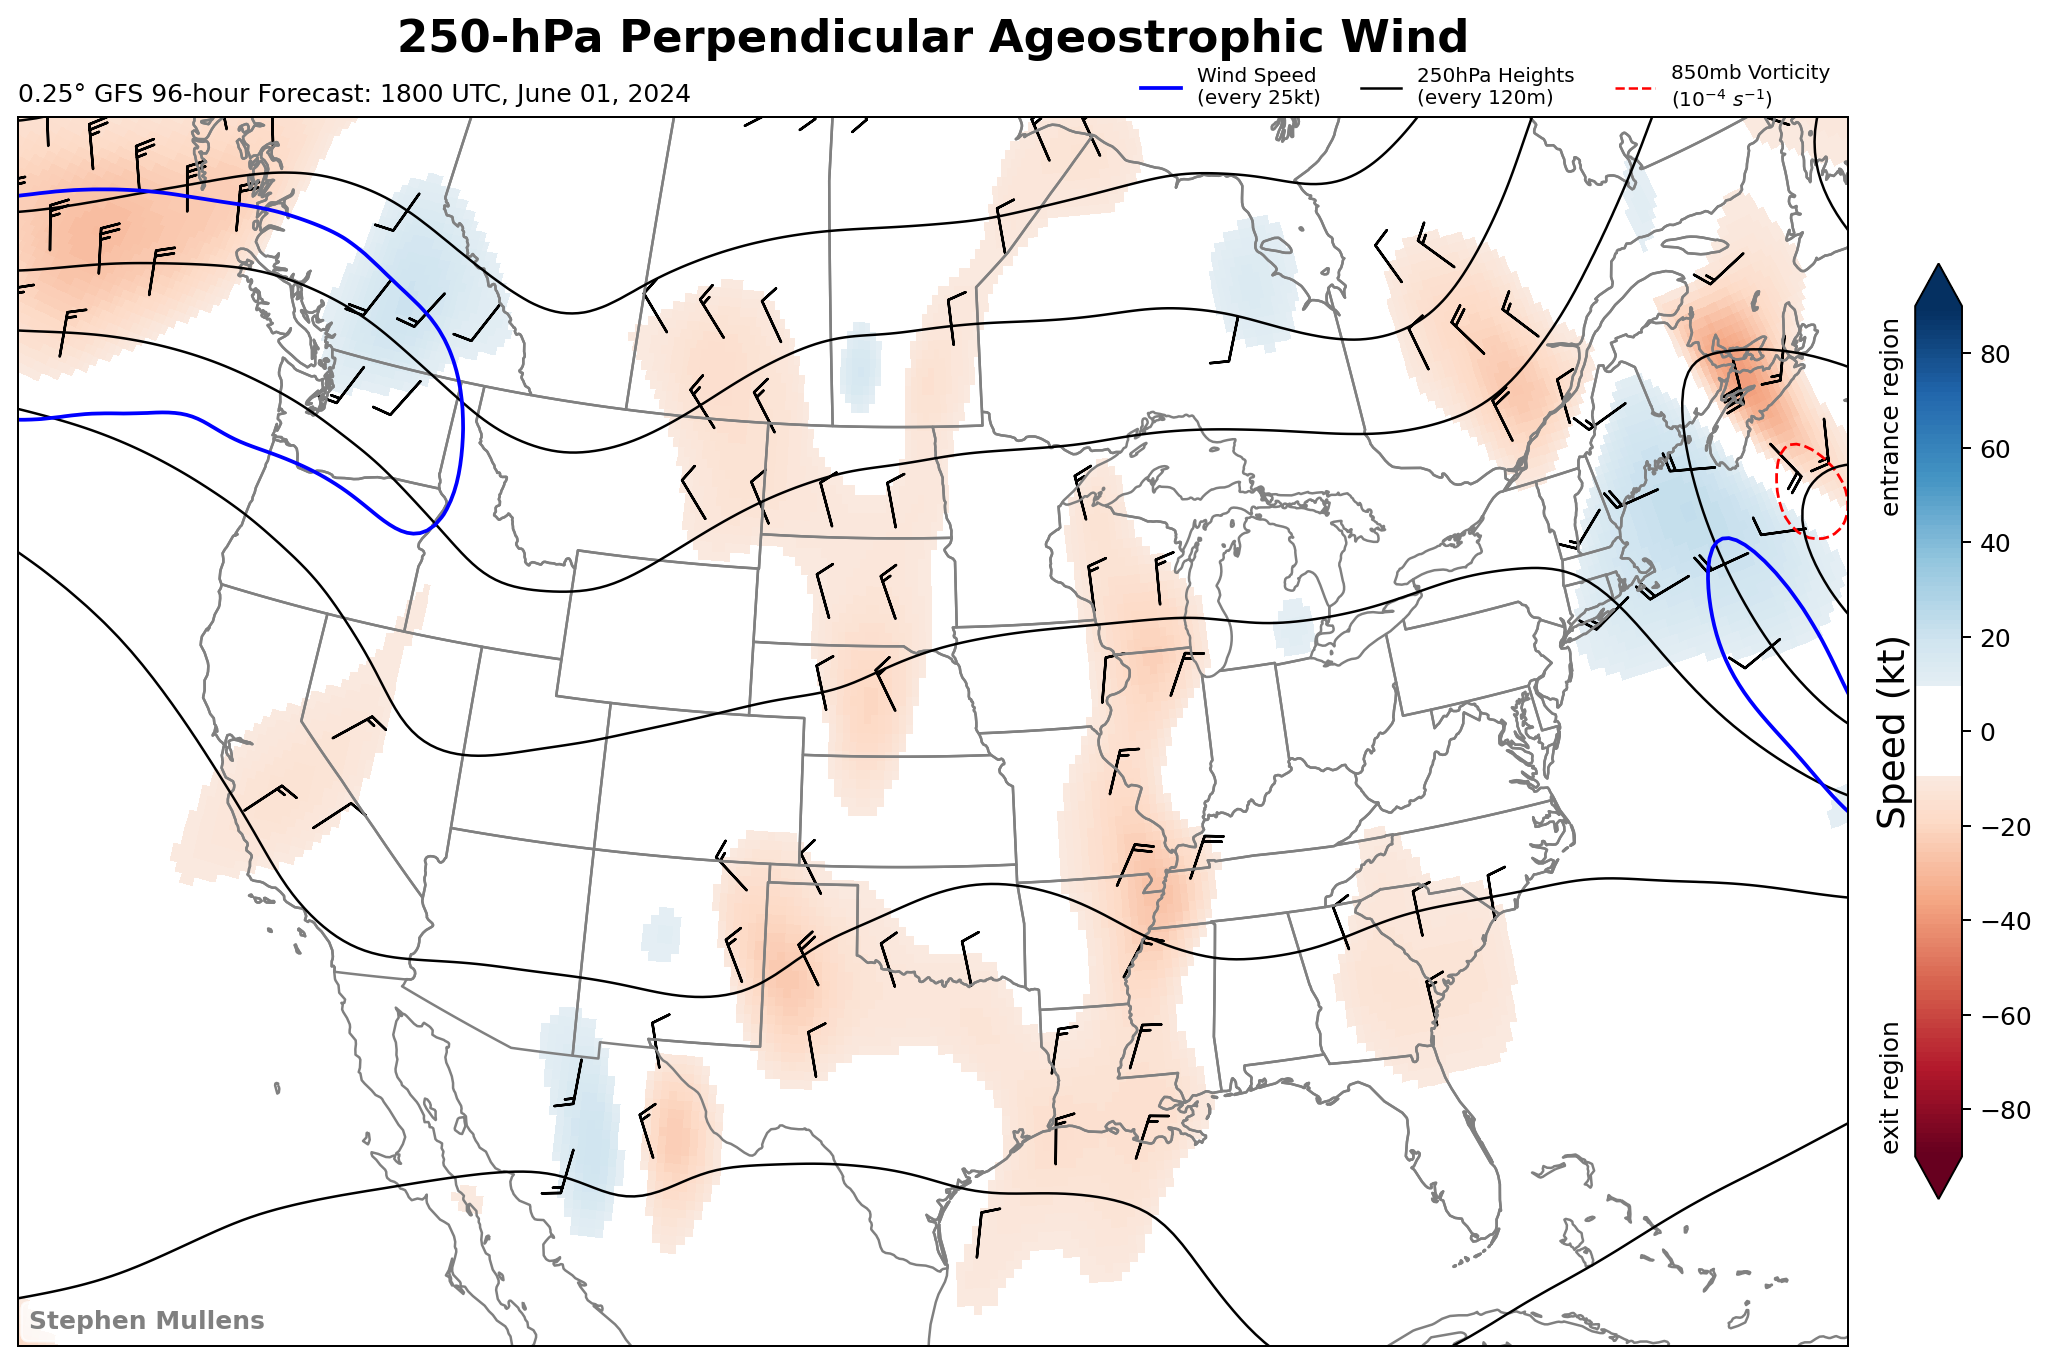 250-hPa Perpendicular Ageostrophic Wind
0.25° GFS 96-hour Forecast: 1800 UTC, June 01, 2024
Wind Speed
(every 25kt)
250hPa Heights
(every 120m)
850mb Vorticity
(10⁻⁴ s⁻¹)
entrance region
Speed (kt)
exit region
80
60
40
20
0
−20
−40
−60
−80
Stephen Mullens